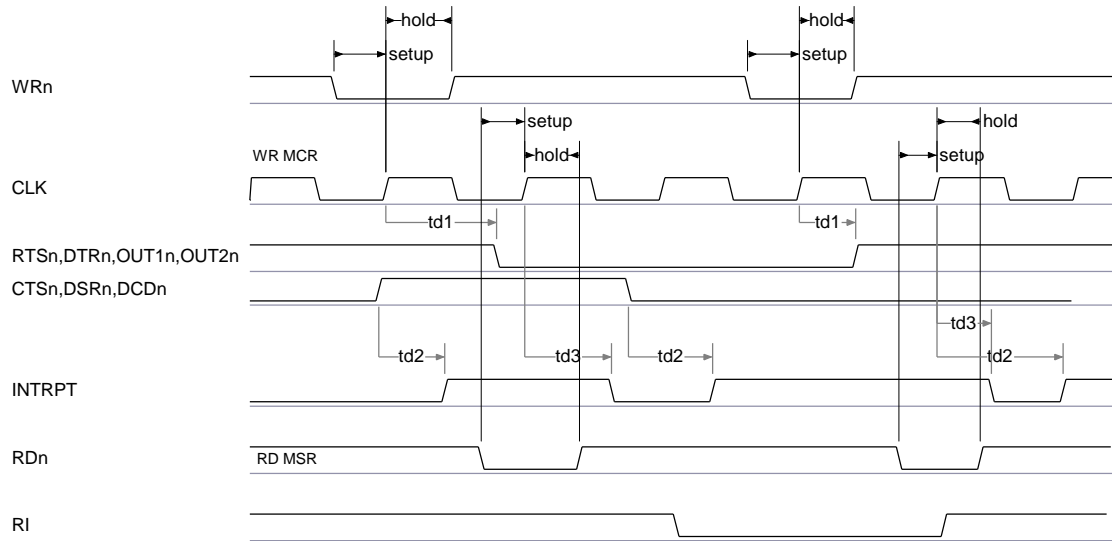 hold
hold
setup
setup
WRn
setup
hold
WR MCR
hold
setup
CLK
td1
td1
RTSn,DTRn,OUT1n,OUT2n
CTSn,DSRn,DCDn
td3
td2
td3
td2
td2
INTRPT
RDn
RD MSR
RI